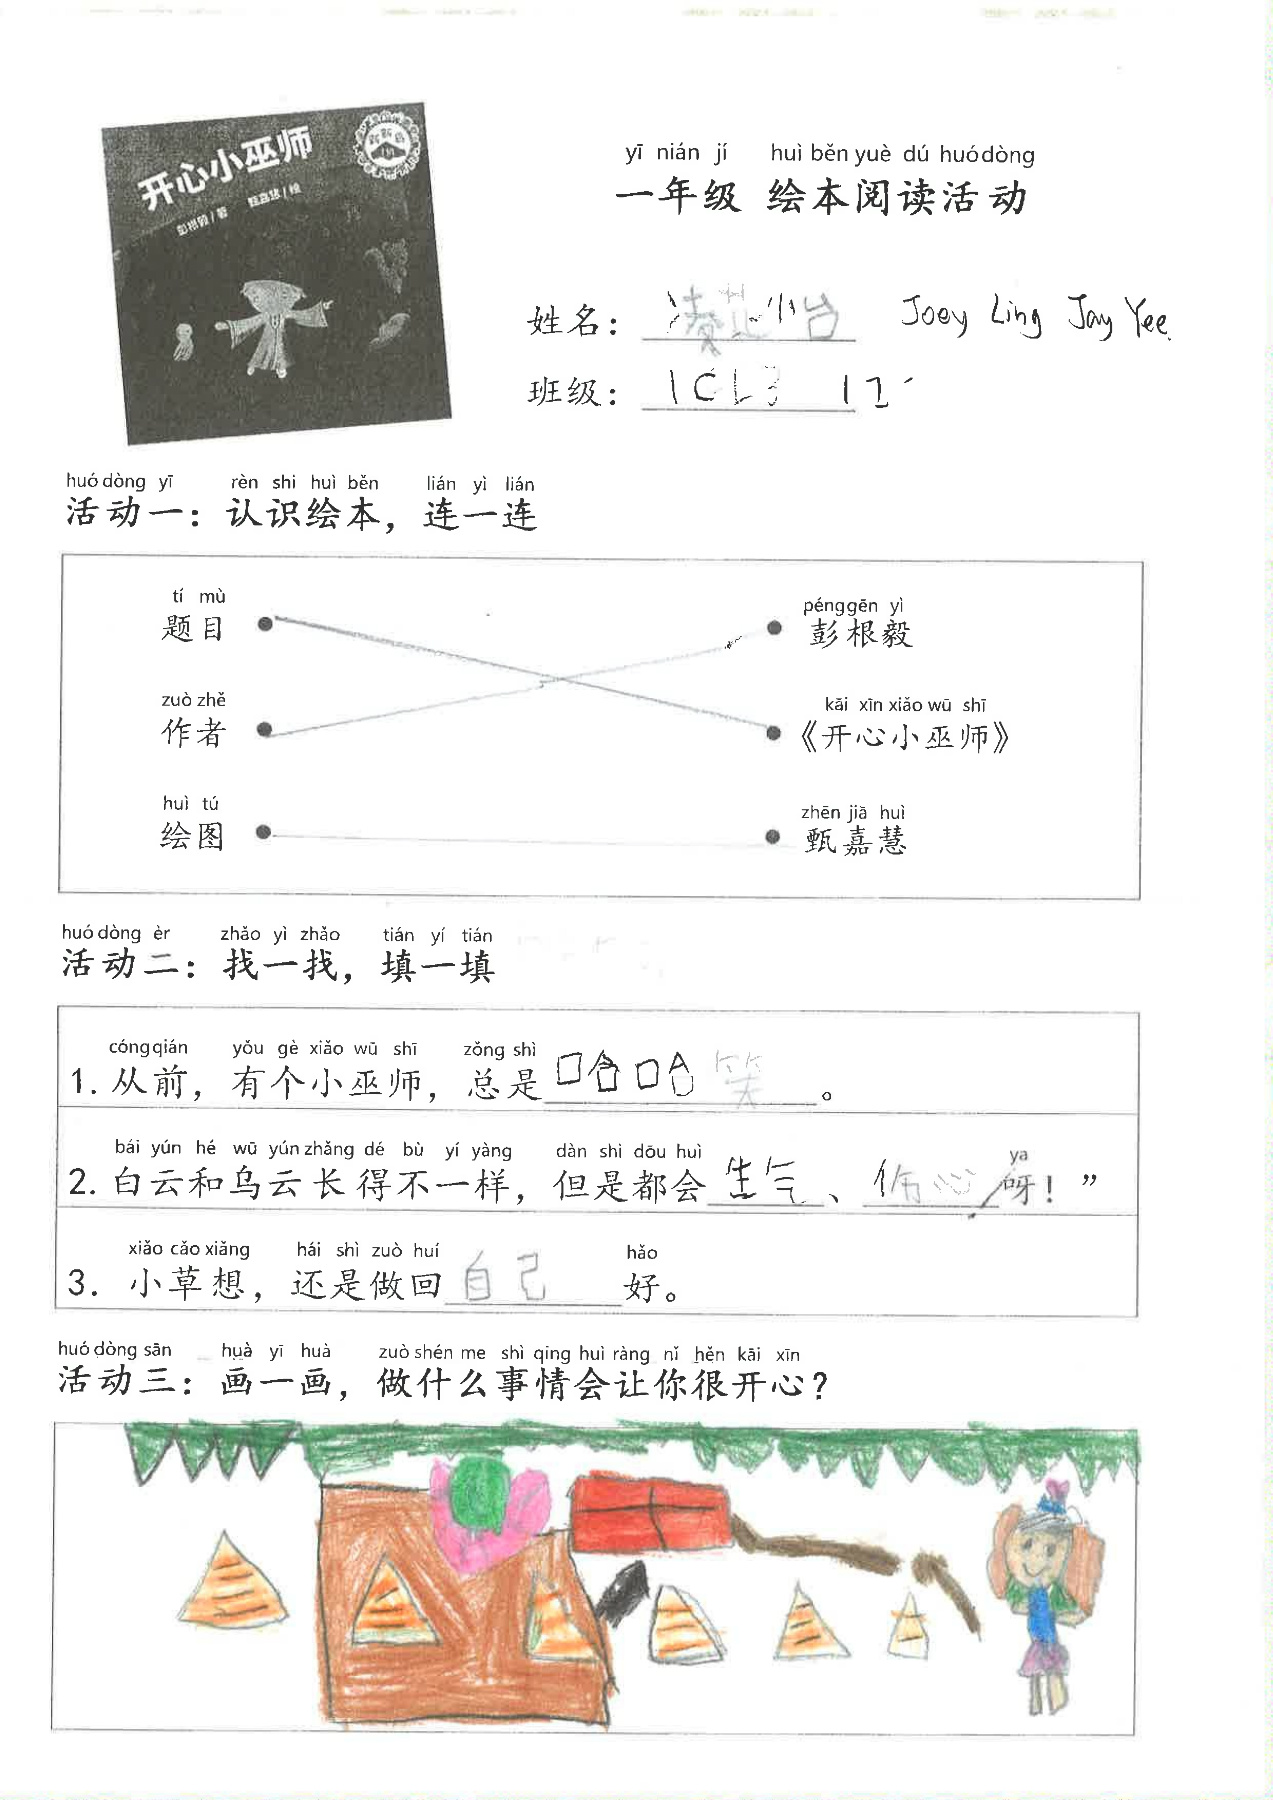 开心小巫师
彭根毅 | 著 甄嘉慧 | 绘
yī nián jí huì běn yuè dú huó dòng
一年级 绘本阅读活动
姓名： Joey Ling Jay Yee
班级： 1CL3
huó dòng yī rèn shi huì běn lián yì lián
活动一：认识绘本，连一连
tí mù
题目
pénggēn yì
彭根毅
zuò zhě
作者
kāi xīn xiǎo wū shī
《开心小巫师》
huì tú
绘图
zhēn jiā huì
甄嘉慧
huó dòng èr zhǎo yì zhǎo tián yí tián
活动二：找一找，填一填
cóngqián yǒu gè xiǎo wū shī zǒng shì
1. 从前，有个小巫师，总是哈哈笑。
bái yún hé wū yún zhǎng dé bù yí yàng dàn shì dōu huì ya
2. 白云和乌云长得不一样，但是都会生气、伤心呀！”
xiǎo cǎo xiǎng hái shì zuò huí hǎo
3. 小草想，还是做回自己好。
huó dòng sān huà yī huà zuò shén me shì qing huì ràng nǐ hěn kāi xīn
活动三：画一画，做什么事情会让你很开心？